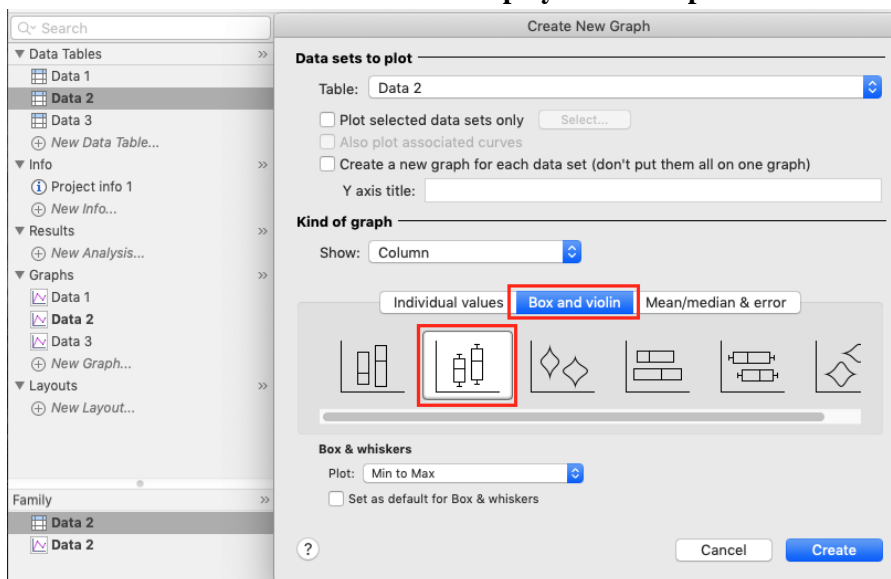 Search
Data Tables
Data 1
Data 2
Data 3
New Data Table...
Info
Project info 1
New Info...
Results
New Analysis...
Graphs
Data 1
Data 2
Data 3
New Graph...
Layouts
New Layout...
Family
Data 2
Data 2
Create New Graph
Data sets to plot
Table: Data 2
Plot selected data sets only Select...
Also plot associated curves
Create a new graph for each data set (don't put them all on one graph)
Y axis title:
Kind of graph
Show: Column
Individual values Box and violin Mean/median & error
Box & whiskers
Plot: Min to Max
Set as default for Box & whiskers
? Cancel Create